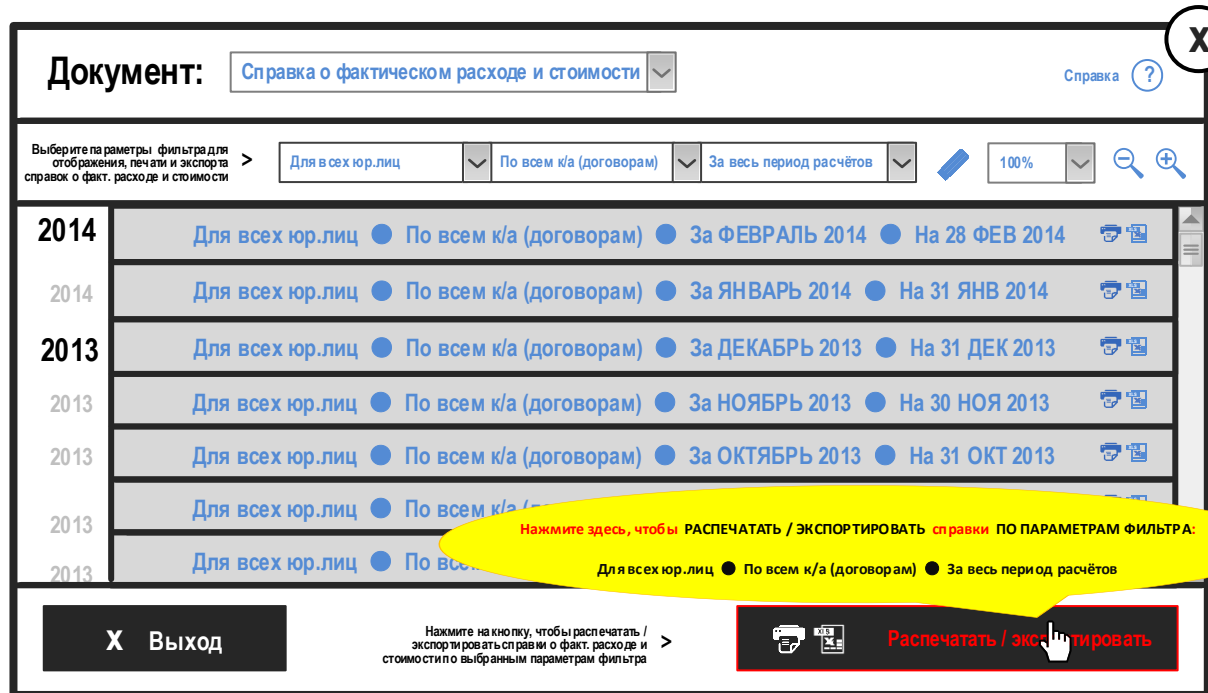 X
Документ:
Справка о фактическом расходе и стоимости
Справка ?
Выберите параметры фильтра для
отображения, печати и экспорта
справок о факт. расходе и стоимости
>
Для всех юр.лиц
По всем к/а (договорам)
За весь период расчётов
100%
2014 Для всех юр.лиц ● По всем к/а (договорам) ● За ФЕВРАЛЬ 2014 ● На 28 ФЕВ 2014
2014 Для всех юр.лиц ● По всем к/а (договорам) ● За ЯНВАРЬ 2014 ● На 31 ЯНВ 2014
2013 Для всех юр.лиц ● По всем к/а (договорам) ● За ДЕКАБРЬ 2013 ● На 31 ДЕК 2013
2013 Для всех юр.лиц ● По всем к/а (договорам) ● За НОЯБРЬ 2013 ● На 30 НОЯ 2013
2013 Для всех юр.лиц ● По всем к/а (договорам) ● За ОКТЯБРЬ 2013 ● На 31 ОКТ 2013
2013 Для всех юр.лиц ● По всем к/а
2013 Для всех юр.лиц ● По
Нажмите здесь, чтобы РАСПЕЧАТАТЬ / ЭКСПОРТИРОВАТЬ справки ПО ПАРАМЕТРАМ ФИЛЬТРА:
Для всех юр.лиц ● По всем к/а (договорам) ● За весь период расчётов
X Выход
Нажмите на кнопку, чтобы распечатать /
экспортировать справки о факт. расходе и
стоимости по выбранным параметрам фильтра
>
XLS
Распечатать / экспортировать